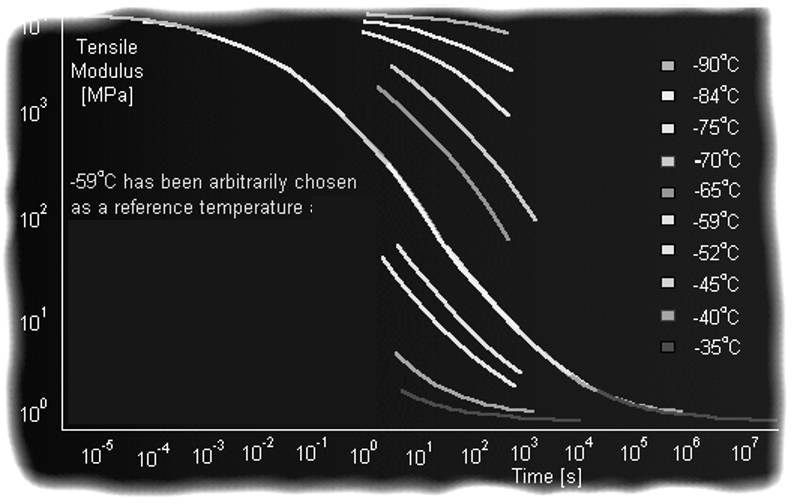 10⁴
Tensile
Modulus
[MPa]
10³
-59°C has been arbitrarily chosen
as a reference temperature :
10²
10¹
10⁰
-90°C
-84°C
-75°C
-70°C
-65°C
-59°C
-52°C
-45°C
-40°C
-35°C
10⁻⁵ 10⁻⁴ 10⁻³ 10⁻² 10⁻¹ 10⁰ 10¹ 10² 10³ 10⁴ 10⁵ 10⁶ 10⁷
Time [s]